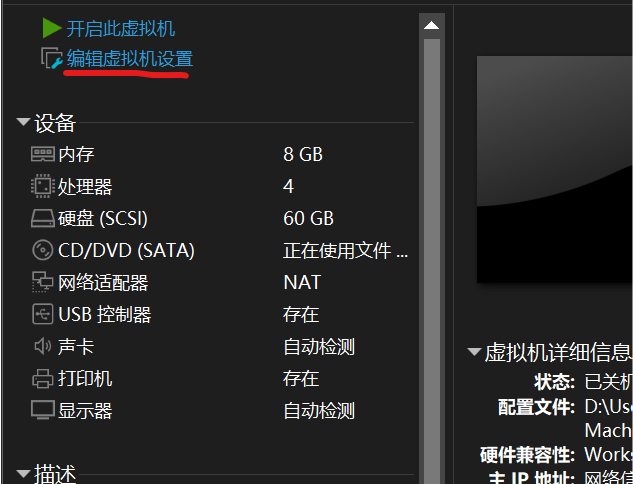 开启此虚拟机
编辑虚拟机设置
设备
内存 8 GB
处理器 4
硬盘 (SCSI) 60 GB
CD/DVD (SATA) 正在使用文件 ...
网络适配器 NAT
USB 控制器 存在
声卡 自动检测
打印机 存在
显示器 自动检测
描述
虚拟机详细信息
状态: 已关机
配置文件: D:\Use
Mach
硬件兼容性: Works
主 IP 地址: 网络信